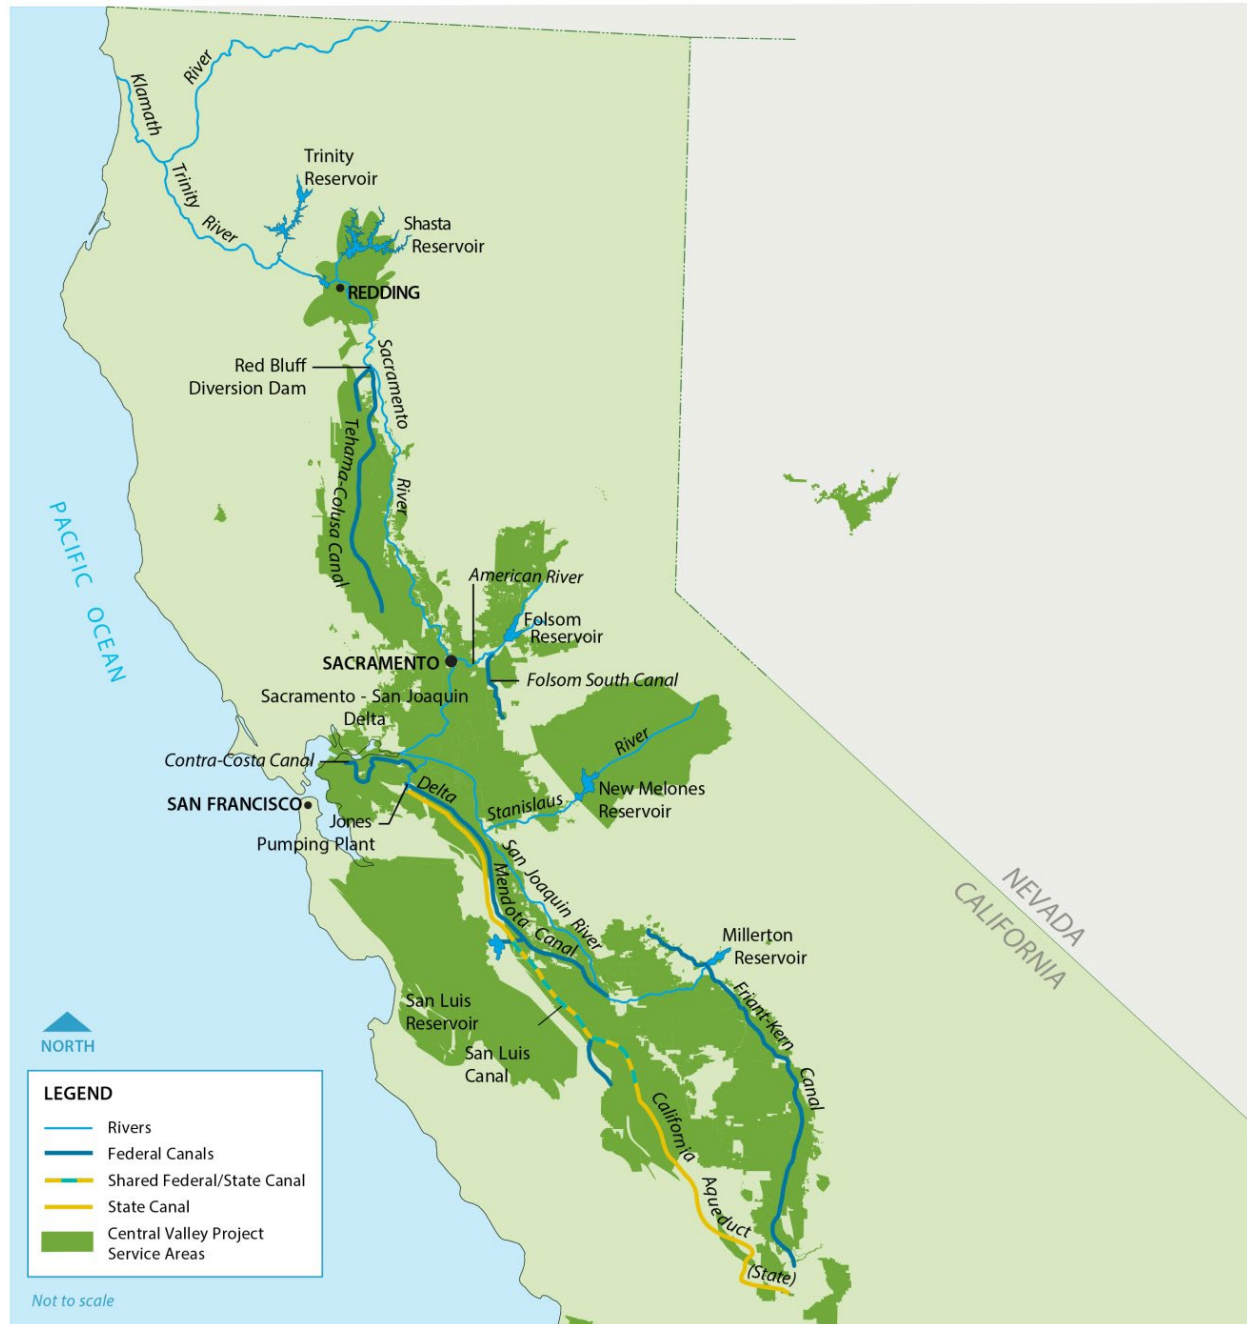 River
Klamath
Trinity
River
Trinity
Reservoir
Shasta
Reservoir
REDDING
Red Bluff
Diversion Dam
Sacramento
River
Tehama-Colusa Canal
PACIFIC OCEAN
American River
Folsom
Reservoir
SACRAMENTO
Folsom South Canal
Sacramento - San Joaquin
Delta
River
Contra-Costa Canal
Delta
New Melones
Reservoir
Stanislaus
SAN FRANCISCO
Jones
Pumping Plant
San Joaquin River
Mendota Canal
NEVADA
CALIFORNIA
Millerton
Reservoir
San Luis
Reservoir
Friant-Kern
Canal
San Luis
Canal
California
Aqueduct
(State)
NORTH
LEGEND
Rivers
Federal Canals
Shared Federal/State Canal
State Canal
Central Valley Project
Service Areas
Not to scale